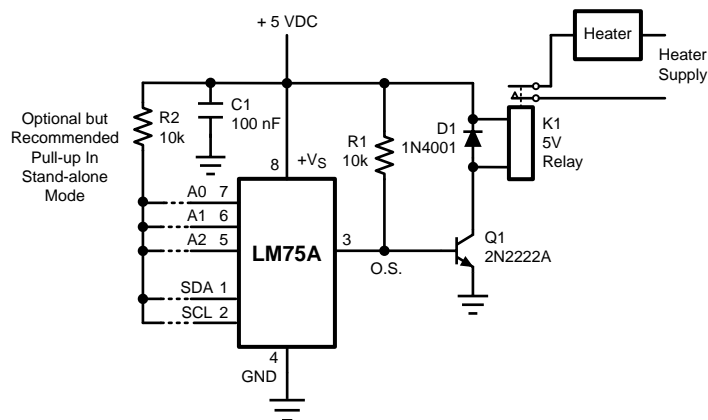 + 5 VDC
Heater
Heater
Supply
Optional but
Recommended
Pull-up In
Stand-alone
Mode
R2
10k
C1
100 nF
R1
10k
D1
1N4001
K1
5V
Relay
8
+VS
A0 7
A1 6
A2 5
SDA 1
SCL 2
LM75A
3
O.S.
Q1
2N2222A
4
GND